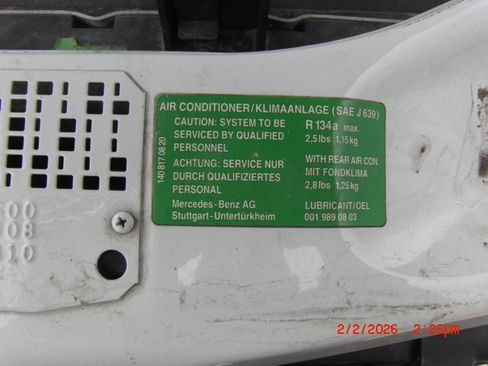 AIR CONDITIONER/KLIMAANLAGE (SAE J 639)
CAUTION: SYSTEM TO BE
SERVICED BY QUALIFIED
PERSONNEL
R 134a max.
2,5 lbs 1,15 kg
ACHTUNG: SERVICE NUR
DURCH QUALIFIZIERTES
PERSONAL
WITH REAR AIR CON.
MIT FONDKLIMA
2,8 lbs 1,25 kg
Mercedes-Benz AG
Stuttgart-Untertürkheim
LUBRICANT/OEL
001 989 08 03
140 817 08 20
2/2/2026